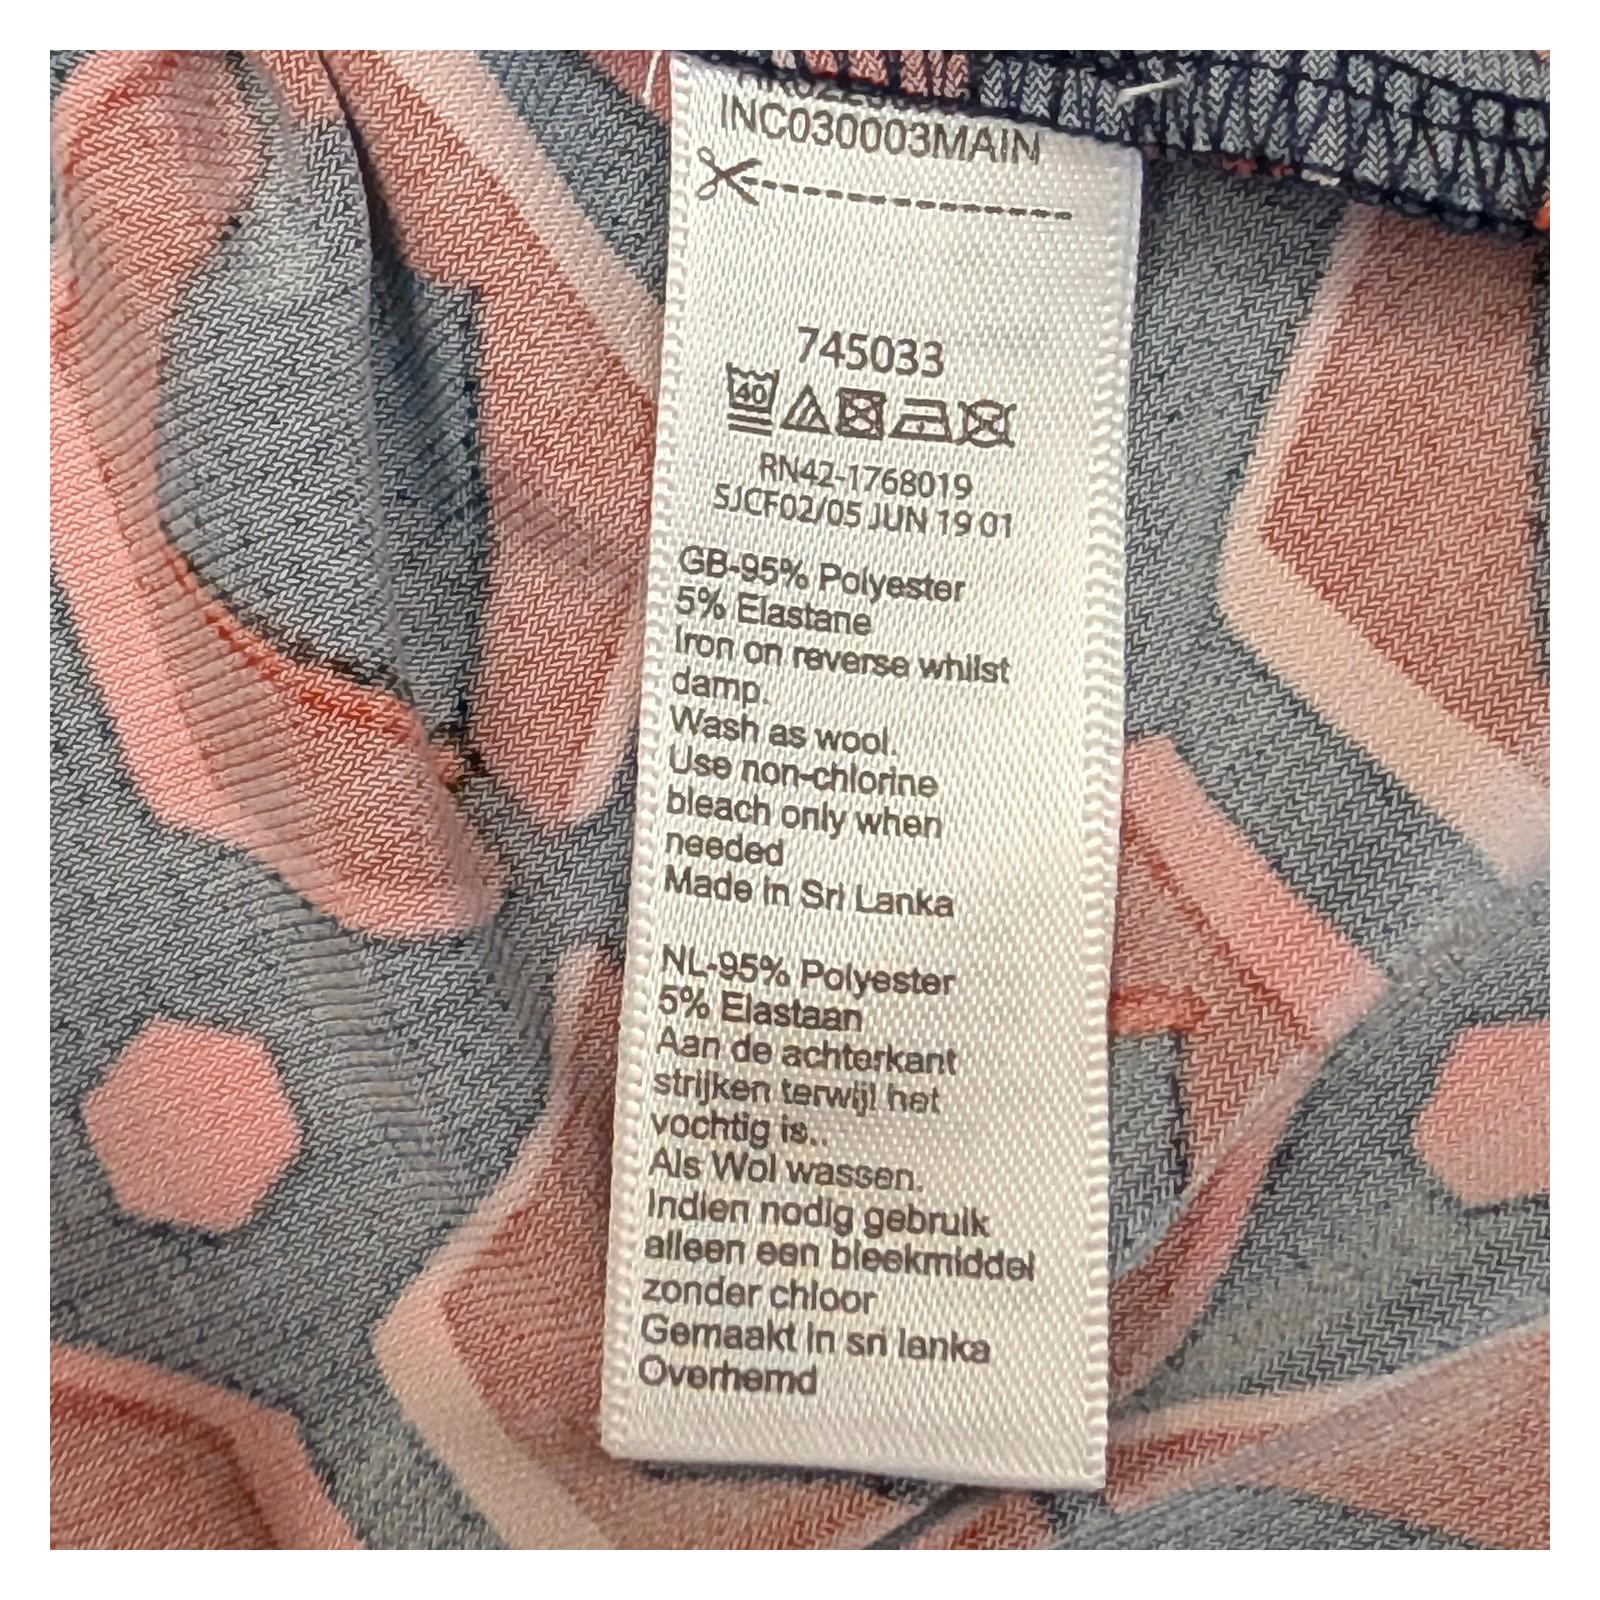 INC030003MAIN
745033
40
RN42-1768019
SJCF02/05 JUN 19 01
GB-95% Polyester
5% Elastane
Iron on reverse whilst
damp.
Wash as wool.
Use non-chlorine
bleach only when
needed
Made in Sri Lanka
NL-95% Polyester
5% Elastaan
Aan de achterkant
strijken terwijl het
vochtig is..
Als Wol wassen.
Indien nodig gebruik
alleen een bleekmiddel
zonder chloor
Gemaakt in sri lanka
Overhemd